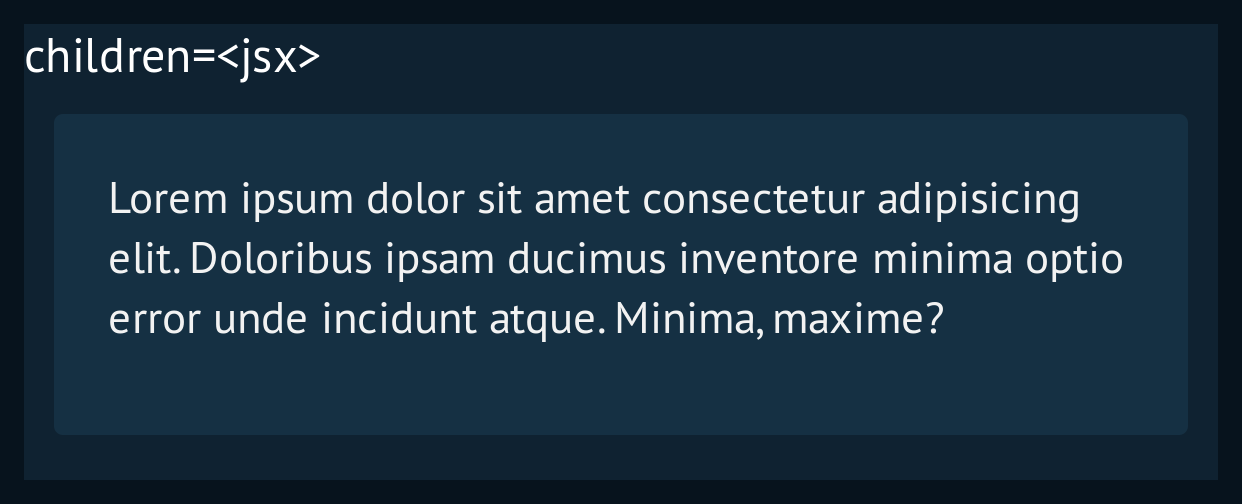 children=<jsx>
Lorem ipsum dolor sit amet consectetur adipisicing
elit. Doloribus ipsam ducimus inventore minima optio
error unde incidunt atque. Minima, maxime?